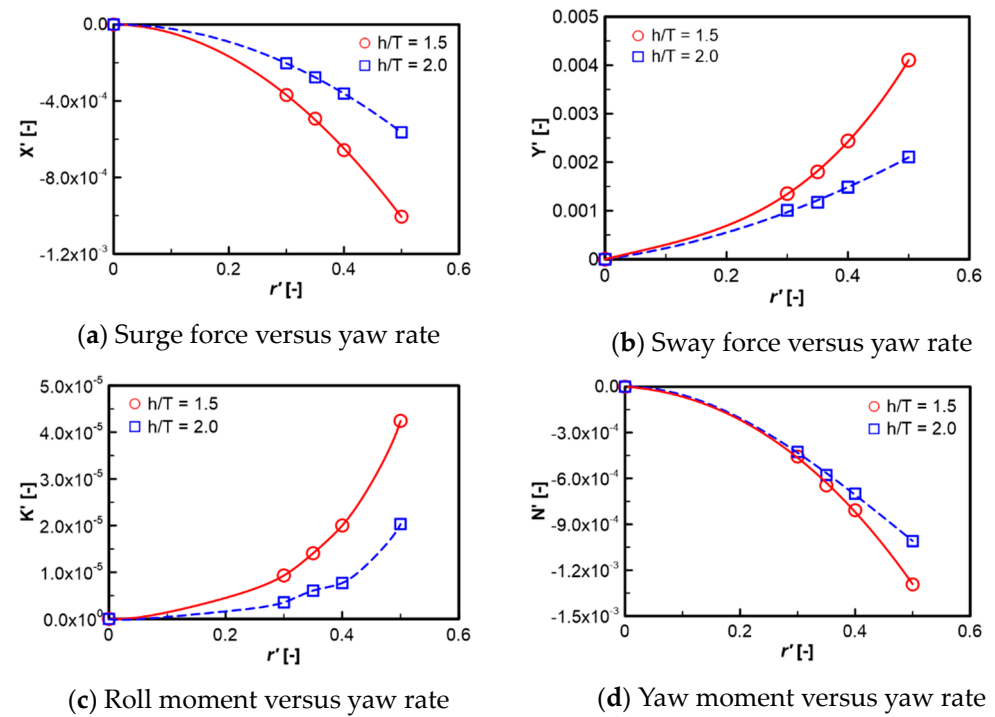 0.0
-4.0x10⁻⁴
-8.0x10⁻⁴
-1.2x10⁻³
X' [-]
h/T = 1.5
h/T = 2.0
0
0.2
0.4
0.6
r' [-]
(a) Surge force versus yaw rate
0.005
0.004
0.003
0.002
0.001
0
Y' [-]
h/T = 1.5
h/T = 2.0
0
0.2
0.4
0.6
r' [-]
(b) Sway force versus yaw rate
5.0x10⁻⁵
4.0x10⁻⁵
3.0x10⁻⁵
2.0x10⁻⁵
1.0x10⁻⁵
0.0x10⁰
K' [-]
h/T = 1.5
h/T = 2.0
0
0.2
0.4
0.6
r' [-]
(c) Roll moment versus yaw rate
0.0
-3.0x10⁻⁴
-6.0x10⁻⁴
-9.0x10⁻⁴
-1.2x10⁻³
-1.5x10⁻³
N' [-]
h/T = 1.5
h/T = 2.0
0
0.2
0.4
0.6
r' [-]
(d) Yaw moment versus yaw rate